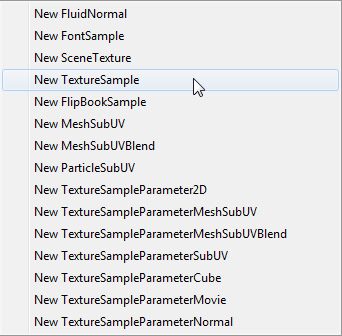 New FluidNormal
New FontSample
New SceneTexture
New TextureSample
New FlipBookSample
New MeshSubUV
New MeshSubUVBlend
New ParticleSubUV
New TextureSampleParameter2D
New TextureSampleParameterMeshSubUV
New TextureSampleParameterMeshSubUVBlend
New TextureSampleParameterSubUV
New TextureSampleParameterCube
New TextureSampleParameterMovie
New TextureSampleParameterNormal